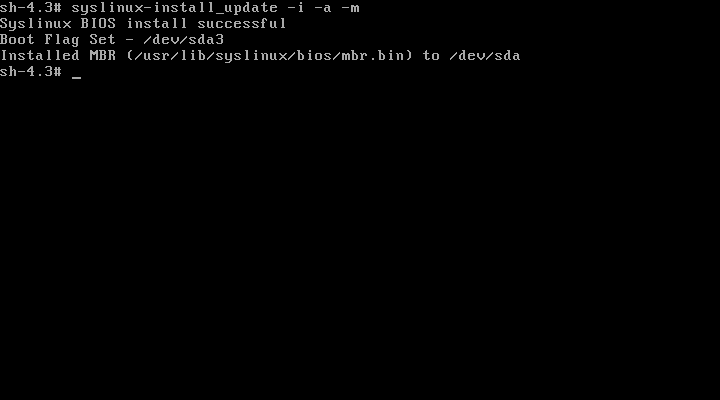 sh-4.3# syslinux-install_update -i -a -m
Syslinux BIOS install successful
Boot Flag Set - /dev/sda3
Installed MBR (/usr/lib/syslinux/bios/mbr.bin) to /dev/sda
sh-4.3# _